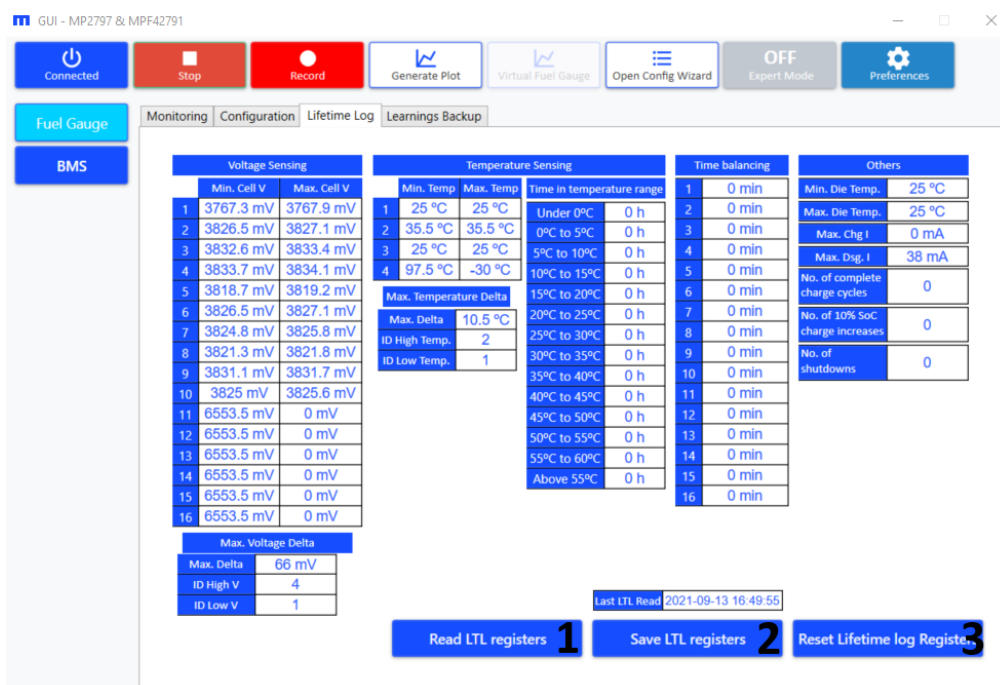 GUI - MP2797 & MPF42791
Connected Stop Record Generate Plot Virtual Fuel Gauge Open Config Wizard OFF Expert Mode Preferences
Fuel Gauge
BMS
Monitoring Configuration Lifetime Log Learnings Backup
Voltage Sensing
Min. Cell V Max. Cell V
1 3767.3 mV 3767.9 mV
2 3826.5 mV 3827.1 mV
3 3832.6 mV 3833.4 mV
4 3833.7 mV 3834.1 mV
5 3818.7 mV 3819.2 mV
6 3826.5 mV 3827.1 mV
7 3824.8 mV 3825.8 mV
8 3821.3 mV 3821.8 mV
9 3831.1 mV 3831.7 mV
10 3825 mV 3825.6 mV
11 6553.5 mV 0 mV
12 6553.5 mV 0 mV
13 6553.5 mV 0 mV
14 6553.5 mV 0 mV
15 6553.5 mV 0 mV
16 6553.5 mV 0 mV
Max. Voltage Delta
Max. Delta 66 mV
ID High V 4
ID Low V 1
Temperature Sensing
Min. Temp Max. Temp
1 25 ºC 25 ºC
2 35.5 ºC 35.5 ºC
3 25 ºC 25 ºC
4 97.5 ºC -30 ºC
Max. Temperature Delta
Max. Delta 10.5 ºC
ID High Temp. 2
ID Low Temp. 1
Time in temperature range
Under 0ºC 0 h
0ºC to 5ºC 0 h
5ºC to 10ºC 0 h
10ºC to 15ºC 0 h
15ºC to 20ºC 0 h
20ºC to 25ºC 0 h
25ºC to 30ºC 0 h
30ºC to 35ºC 0 h
35ºC to 40ºC 0 h
40ºC to 45ºC 0 h
45ºC to 50ºC 0 h
50ºC to 55ºC 0 h
55ºC to 60ºC 0 h
Above 55ºC 0 h
Time balancing
1 0 min
2 0 min
3 0 min
4 0 min
5 0 min
6 0 min
7 0 min
8 0 min
9 0 min
10 0 min
11 0 min
12 0 min
13 0 min
14 0 min
15 0 min
16 0 min
Others
Min. Die Temp. 25 ºC
Max. Die Temp. 25 ºC
Max. Chg I 0 mA
Max. Dsg. I 38 mA
No. of complete
charge cycles 0
No. of 10% SoC
charge increases 0
No. of
shutdowns 0
Last LTL Read 2021-09-13 16:49:55
Read LTL registers 1
Save LTL registers 2
Reset Lifetime log Registers 3